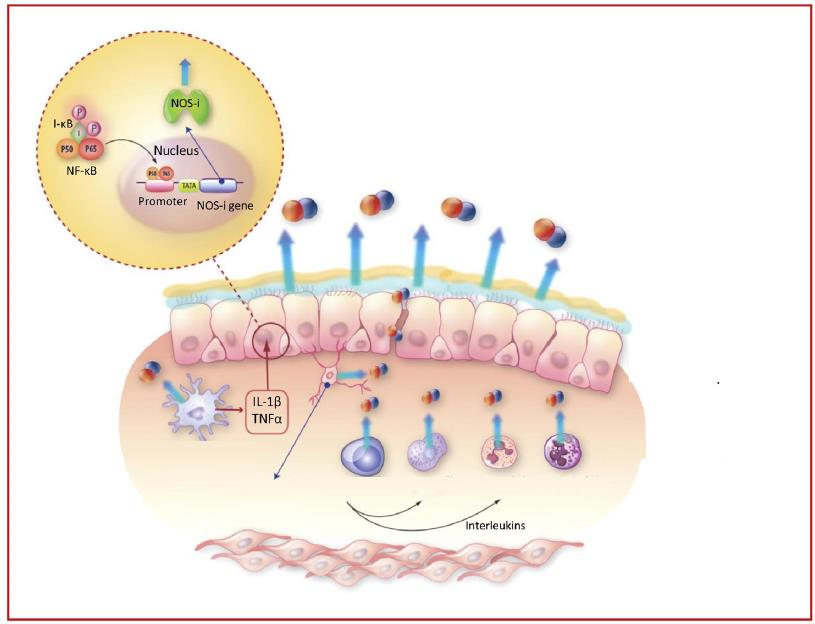 NOS-i
P
I-κB
I
P
P50
P65
NF-κB
Nucleus
P50
P65
TATA
Promoter
NOS-i gene
IL-1β
TNFα
Interleukins